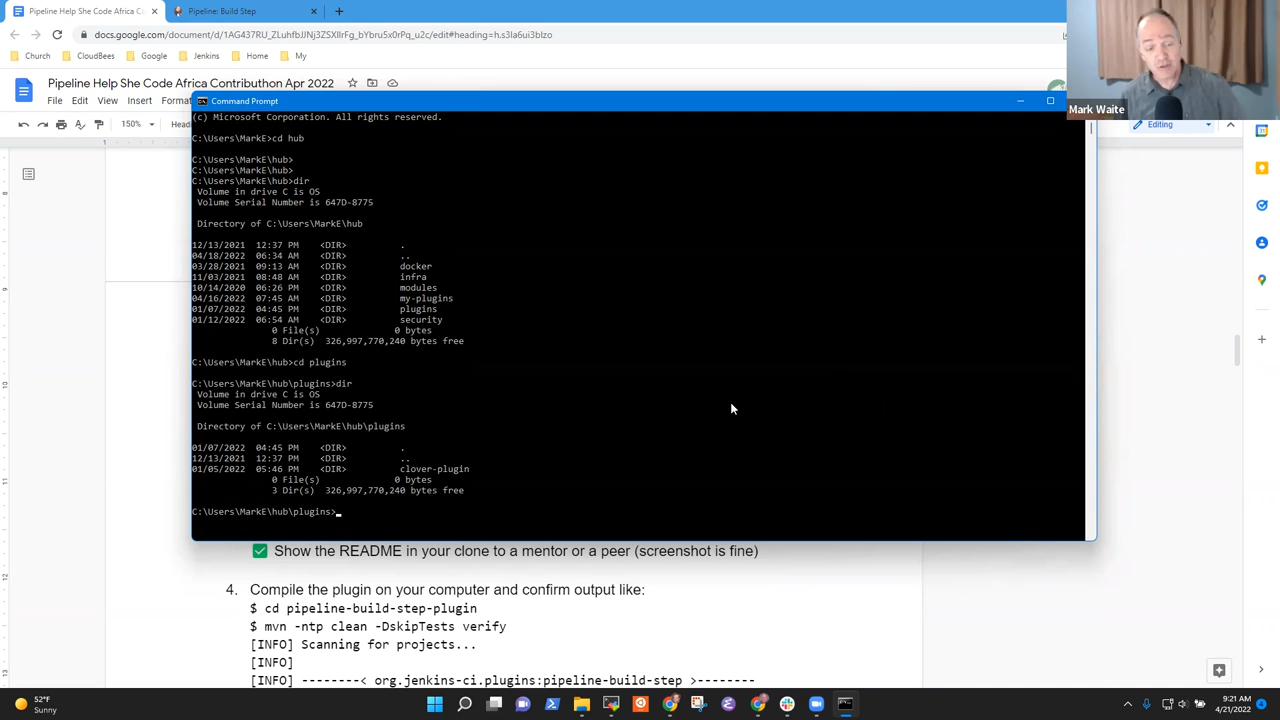 Pipeline Help She Code Africa Co
Pipeline: Build Step
docs.google.com/document/d/1AG437RU_ZLuhfbJJNj3ZSXlIrFg_bYbru5x0rPq_u2c/edit#heading=h.s3la6ui3blzo
Church
CloudBees
Google
Jenkins
Home
My
Pipeline Help She Code Africa Contributhon Apr 2022
File Edit View Insert Format
150%
Editing
Mark Waite
Command Prompt
(c) Microsoft Corporation. All rights reserved.
C:\Users\MarkE>cd hub
C:\Users\MarkE\hub>
C:\Users\MarkE\hub>
C:\Users\MarkE\hub>dir
Volume in drive C is OS
Volume Serial Number is 647D-8775
Directory of C:\Users\MarkE\hub
12/13/2021 12:37 PM <DIR> .
04/18/2022 06:34 AM <DIR> ..
03/28/2021 09:13 AM <DIR> docker
11/03/2021 08:48 AM <DIR> infra
10/14/2020 06:26 PM <DIR> modules
04/16/2022 07:45 AM <DIR> my-plugins
01/07/2022 04:45 PM <DIR> plugins
01/12/2022 06:54 AM <DIR> security
0 File(s) 0 bytes
8 Dir(s) 326,997,770,240 bytes free
C:\Users\MarkE\hub>cd plugins
C:\Users\MarkE\hub\plugins>dir
Volume in drive C is OS
Volume Serial Number is 647D-8775
Directory of C:\Users\MarkE\hub\plugins
01/07/2022 04:45 PM <DIR> .
12/13/2021 12:37 PM <DIR> ..
01/05/2022 05:46 PM <DIR> clover-plugin
0 File(s) 0 bytes
3 Dir(s) 326,997,770,240 bytes free
C:\Users\MarkE\hub\plugins>_
Show the README in your clone to a mentor or a peer (screenshot is fine)
4. Compile the plugin on your computer and confirm output like:
$ cd pipeline-build-step-plugin
$ mvn -ntp clean -DskipTests verify
[INFO] Scanning for projects...
[INFO]
[INFO] --------< org.jenkins-ci.plugins:pipeline-build-step >--------
52°F
Sunny
9:21 AM
4/21/2022